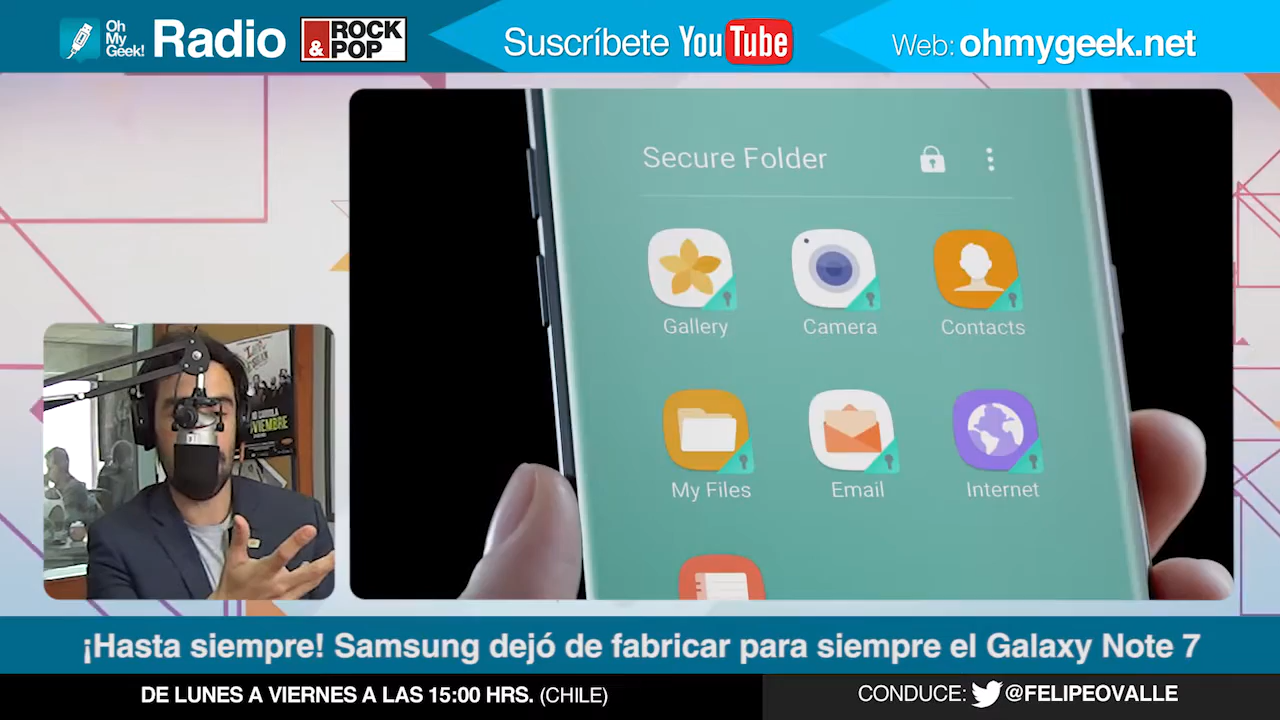 Oh My Geek! Radio ROCK & POP
Suscríbete YouTube
Web: ohmygeek.net
Secure Folder
Gallery Camera Contacts
My Files Email Internet
¡Hasta siempre! Samsung dejó de fabricar para siempre el Galaxy Note 7
DE LUNES A VIERNES A LAS 15:00 HRS. (CHILE)
CONDUCE: @FELIPEOVALLE